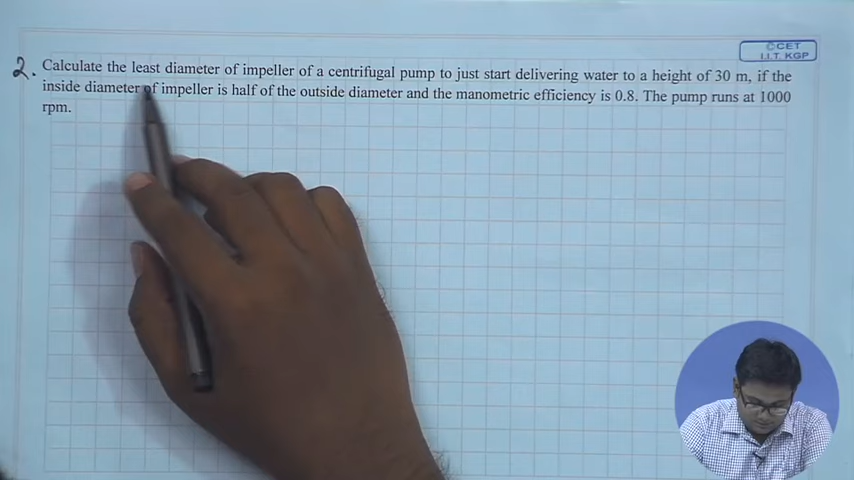 ©CET
I.I.T. KGP
2. Calculate the least diameter of impeller of a centrifugal pump to just start delivering water to a height of 30 m, if the
inside diameter of impeller is half of the outside diameter and the manometric efficiency is 0.8. The pump runs at 1000
rpm.